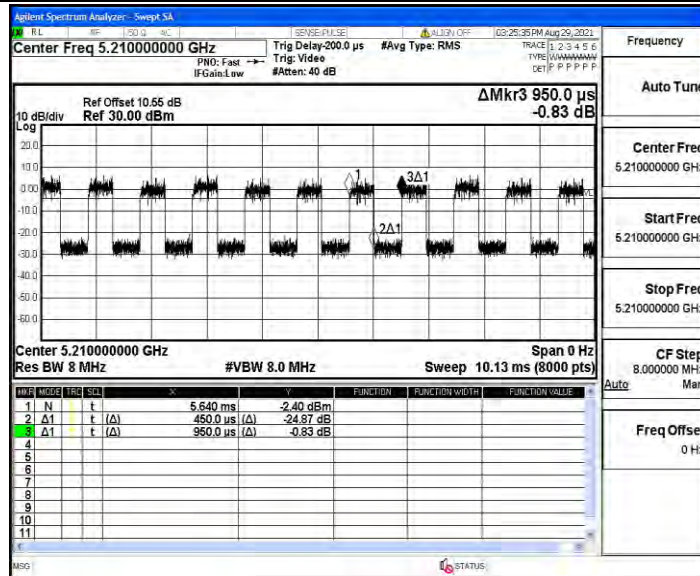 Agilent Spectrum Analyzer - Swept SA
RL RF 50 Ω AC SENSE:PULSE ALIGN OFF 03:25:35 PM Aug 29, 2021
Center Freq 5.210000000 GHz
PNO: Fast
IFGain:Low
Trig Delay-200.0 µs
Trig: Video
#Atten: 40 dB
#Avg Type: RMS
TRACE 1 2 3 4 5 6
TYPE WWWWWW
DET P P P P P P
Frequency
Auto Tune
Center Freq
5.210000000 GHz
Start Freq
5.210000000 GHz
Stop Freq
5.210000000 GHz
CF Step
8.000000 MHz
Auto Man
Freq Offset
0 Hz
ΔMkr3 950.0 µs
-0.83 dB
Ref Offset 10.55 dB
10 dB/div Ref 30.00 dBm
Log
20.0
10.0
0.00
-10.0
-20.0
-30.0
-40.0
-50.0
-60.0
1
3Δ1
2Δ1
Center 5.210000000 GHz Span 0 Hz
Res BW 8 MHz #VBW 8.0 MHz Sweep 10.13 ms (8000 pts)
MKR MODE TRC SCL X Y FUNCTION FUNCTION WIDTH FUNCTION VALUE
1 N t 5.640 ms -2.40 dBm
2 Δ1 t (Δ) 450.0 µs (Δ) -24.87 dB
3 Δ1 t (Δ) 950.0 µs (Δ) -0.83 dB
4
5
6
7
8
9
10
11
MSG STATUS